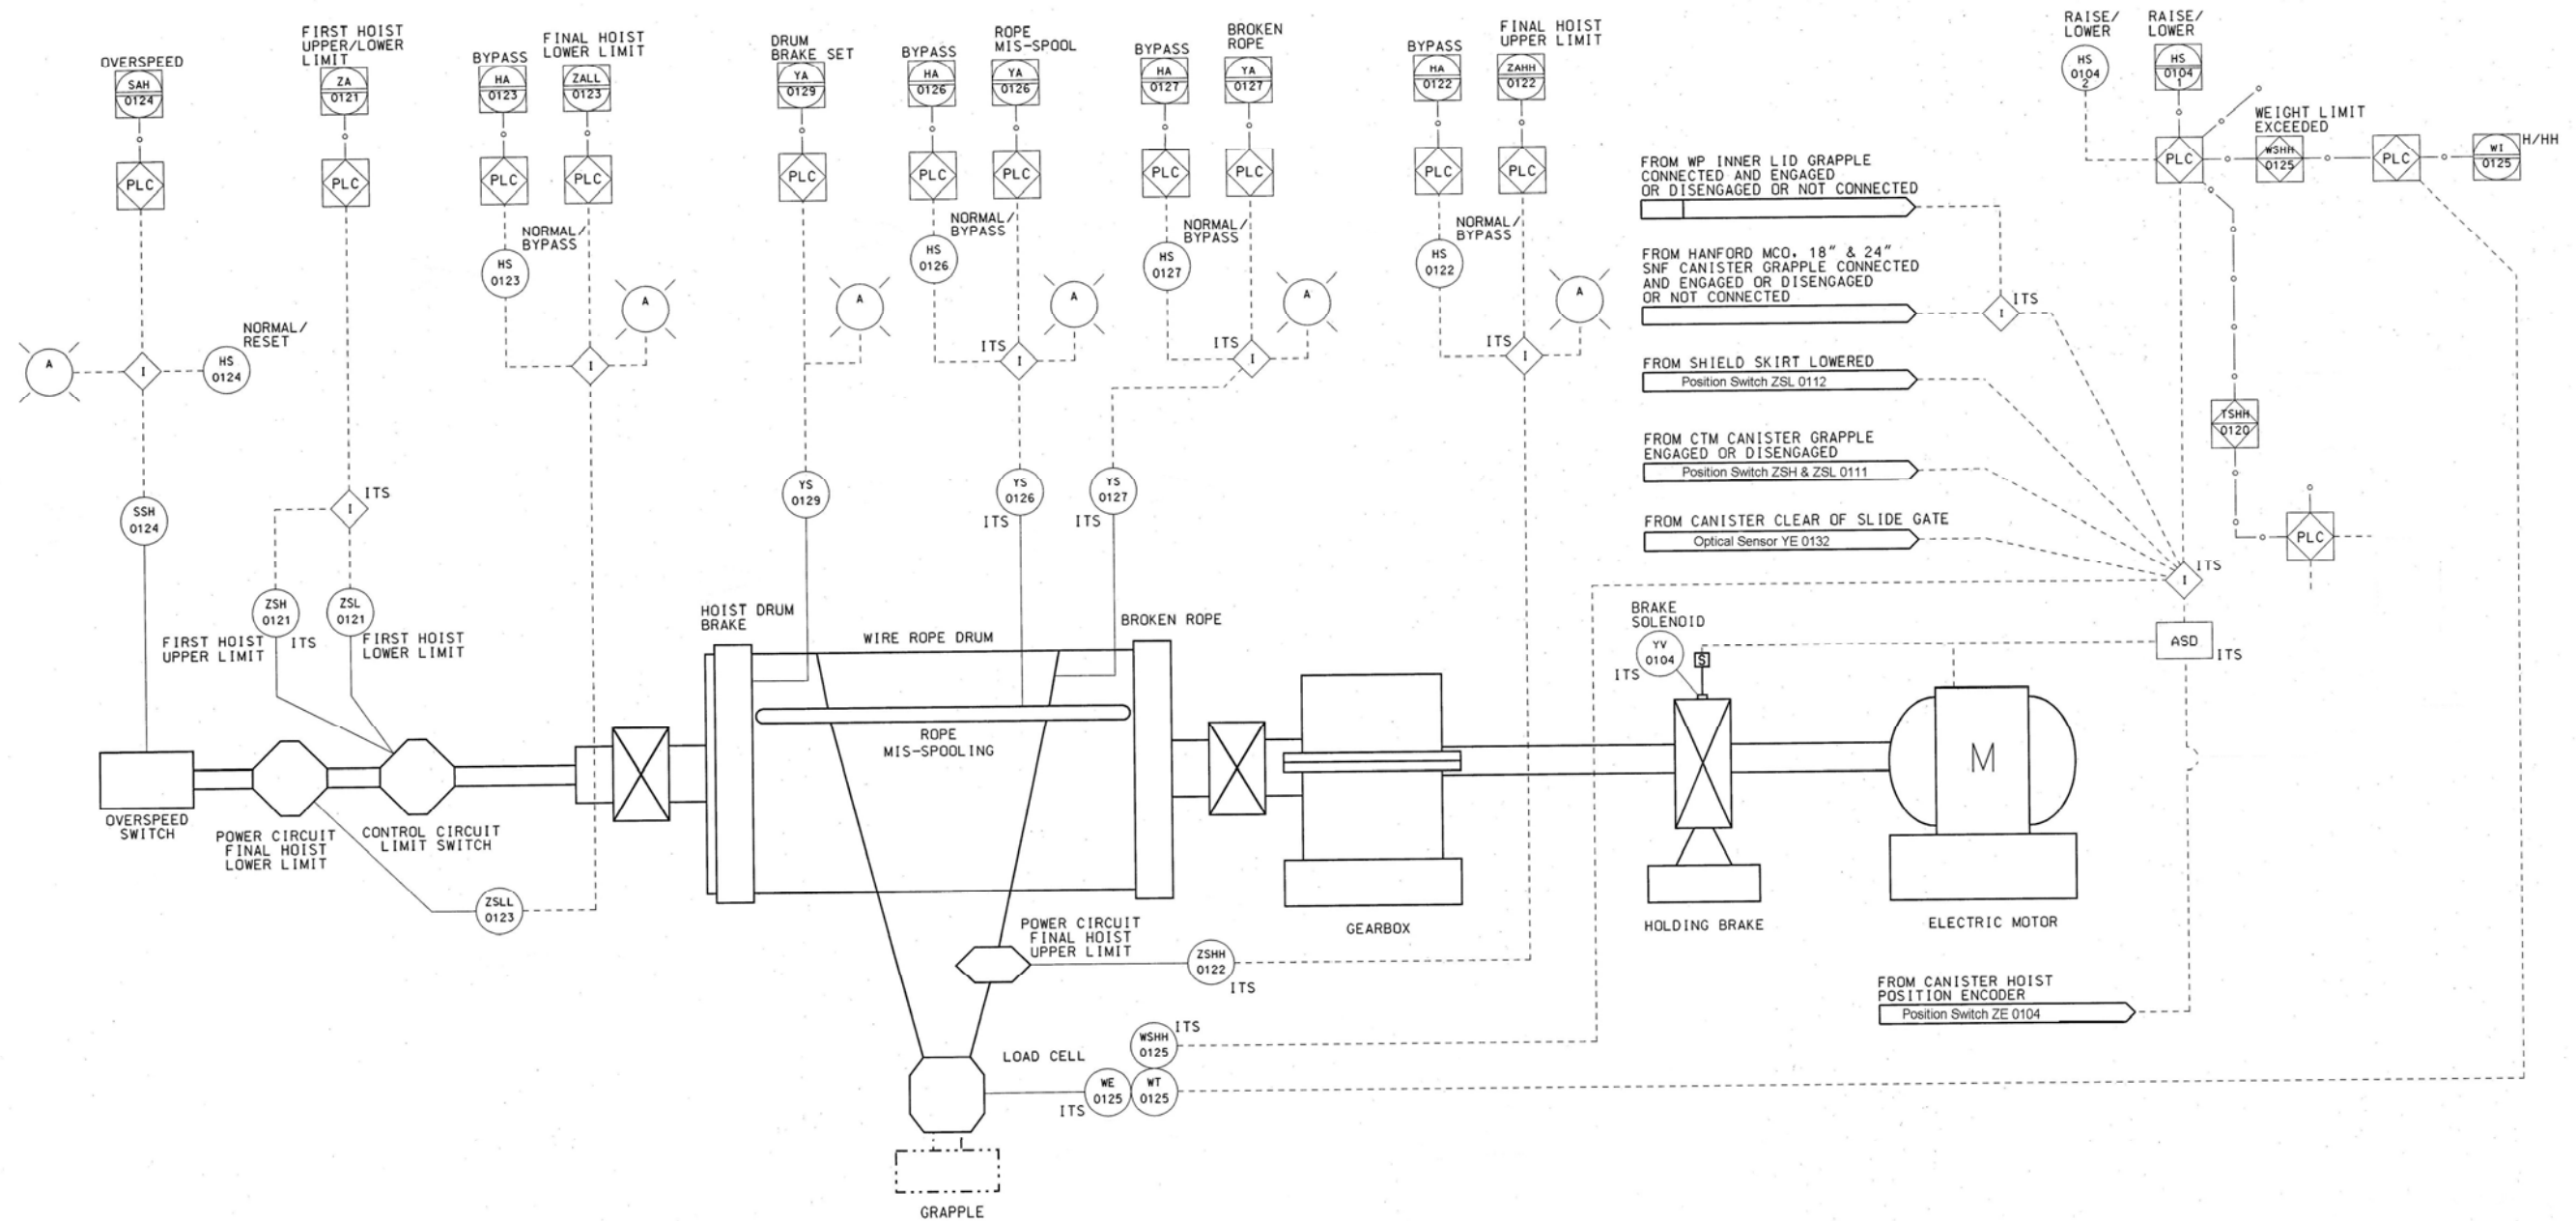 OVERSPEED
SAH
0124
PLC
A
I
NORMAL/
RESET
HS
0124
SSH
0124
OVERSPEED
SWITCH
FIRST HOIST
UPPER/LOWER
LIMIT
ZA
0121
PLC
I
ITS
ZSH
0121
ITS
ZSL
0121
FIRST HOIST
UPPER LIMIT
FIRST HOIST
LOWER LIMIT
POWER CIRCUIT
FINAL HOIST
LOWER LIMIT
CONTROL CIRCUIT
LIMIT SWITCH
BYPASS
HA
0123
PLC
NORMAL/
BYPASS
HS
0123
FINAL HOIST
LOWER LIMIT
ZALL
0123
PLC
A
I
ZSLL
0123
DRUM
BRAKE SET
YA
0129
PLC
A
YS
0129
HOIST DRUM
BRAKE
WIRE ROPE DRUM
ROPE
MIS-SPOOLING
BYPASS
HA
0126
PLC
NORMAL/
BYPASS
HS
0126
ROPE
MIS-SPOOL
YA
0126
PLC
A
ITS
I
YS
0126
ITS
BYPASS
HA
0127
PLC
NORMAL/
BYPASS
HS
0127
BROKEN
ROPE
YA
0127
PLC
A
ITS
I
YS
0127
ITS
BROKEN ROPE
BYPASS
HA
0122
PLC
NORMAL/
BYPASS
HS
0122
FINAL HOIST
UPPER LIMIT
ZAHH
0122
PLC
A
ITS
I
POWER CIRCUIT
FINAL HOIST
UPPER LIMIT
ZSHH
0122
ITS
LOAD CELL
WSHH
0125
ITS
WE
0125
ITS
WT
0125
GRAPPLE
GEARBOX
FROM WP INNER LID GRAPPLE
CONNECTED AND ENGAGED
OR DISENGAGED OR NOT CONNECTED
FROM HANFORD MCO, 18" & 24"
SNF CANISTER GRAPPLE CONNECTED
AND ENGAGED OR DISENGAGED
OR NOT CONNECTED
I
ITS
FROM SHIELD SKIRT LOWERED
Position Switch ZSL 0112
FROM CTM CANISTER GRAPPLE
ENGAGED OR DISENGAGED
Position Switch ZSH & ZSL 0111
FROM CANISTER CLEAR OF SLIDE GATE
Optical Sensor YE 0132
RAISE/
LOWER
HS
0104
2
RAISE/
LOWER
HS
0104
1
PLC
WEIGHT LIMIT
EXCEEDED
WSHH
0125
PLC
WI
0125
H/HH
TSHH
0120
PLC
I
ITS
ASD
ITS
BRAKE
SOLENOID
YV
0104
ITS
S
HOLDING BRAKE
M
ELECTRIC MOTOR
FROM CANISTER HOIST
POSITION ENCODER
Position Switch ZE 0104